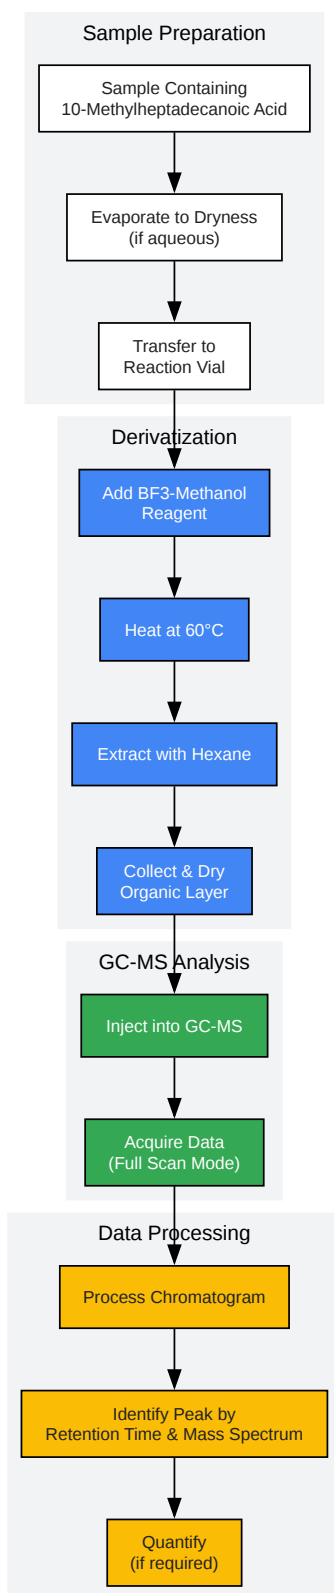 Sample Preparation
Sample Containing
10-Methylheptadecanoic Acid
Evaporate to Dryness
(if aqueous)
Transfer to
Reaction Vial
Derivatization
Add BF3-Methanol
Reagent
Heat at 60°C
Extract with Hexane
Collect & Dry
Organic Layer
GC-MS Analysis
Inject into GC-MS
Acquire Data
(Full Scan Mode)
Data Processing
Process Chromatogram
Identify Peak by
Retention Time & Mass Spectrum
Quantify
(if required)